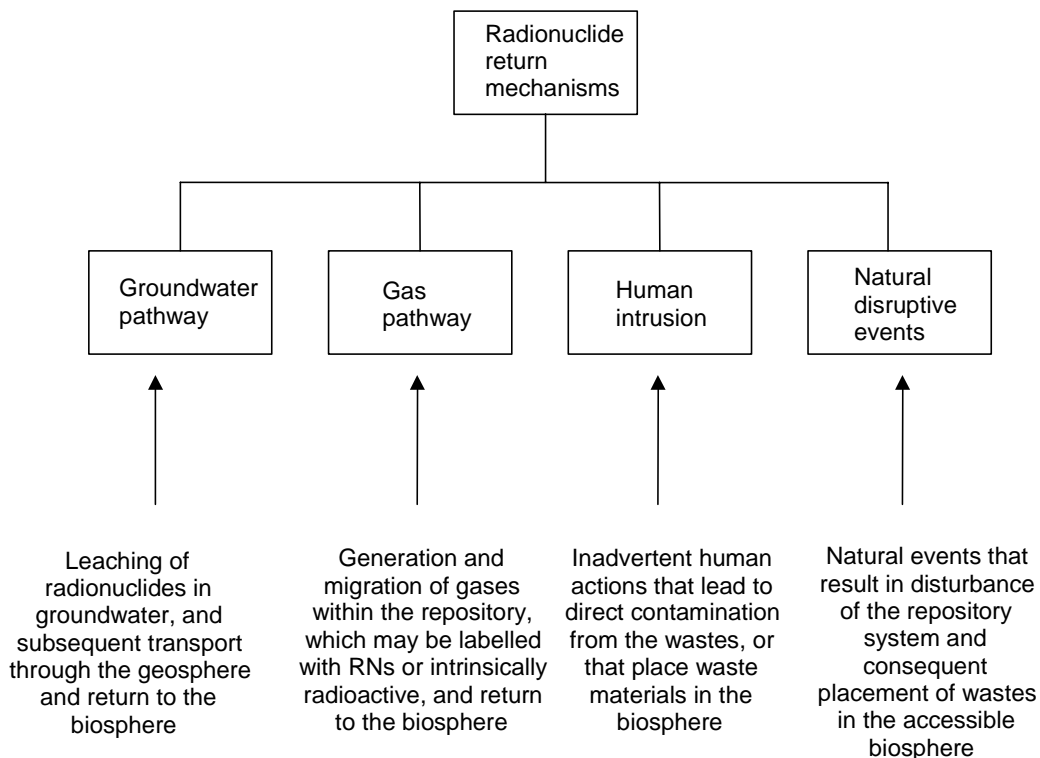 Radionuclide
return
mechanisms
Groundwater
pathway
Gas
pathway
Human
intrusion
Natural
disruptive
events
Leaching of
radionuclides in
groundwater, and
subsequent transport
through the geosphere
and return to the
biosphere
Generation and
migration of gases
within the repository,
which may be labelled
with RNs or intrinsically
radioactive, and return
to the biosphere
Inadvertent human
actions that lead to
direct contamination
from the wastes, or
that place waste
materials in the
biosphere
Natural events that
result in disturbance
of the repository
system and
consequent
placement of wastes
in the accessible
biosphere